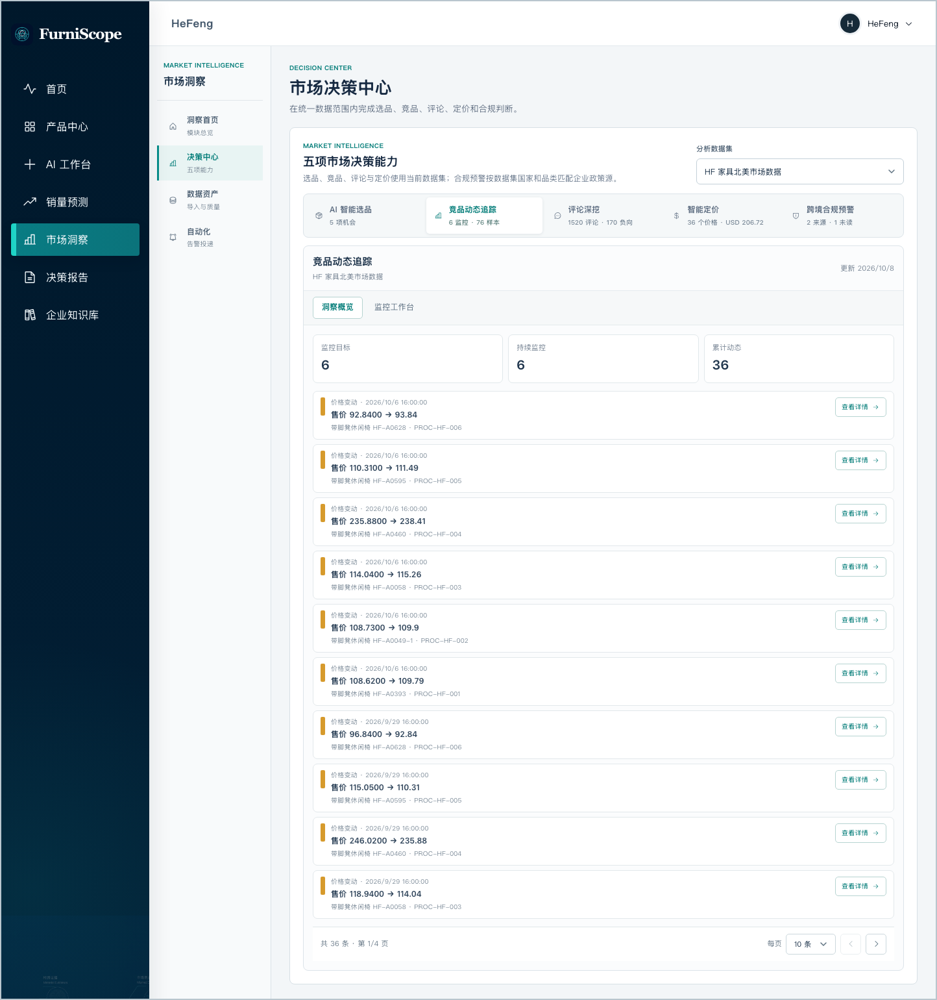 FurniScope
首页
产品中心
AI 工作台
销量预测
市场洞察
决策报告
企业知识库
HeFeng
H
HeFeng
MARKET INTELLIGENCE
市场洞察
洞察首页
模块总览
决策中心
五项能力
数据资产
导入与质量
自动化
告警投递
DECISION CENTER
市场决策中心
在统一数据范围内完成选品、竞品、评论、定价和合规判断。
MARKET INTELLIGENCE
五项市场决策能力
选品、竞品、评论与定价使用当前数据集；合规预警按数据集国家和品类匹配企业政策源。
分析数据集
HF 家具北美市场数据
AI 智能选品
5 项机会
竞品动态追踪
6 监控 · 76 样本
评论深挖
1520 评论 · 170 负向
智能定价
36 个价格 · USD 206.72
跨境合规预警
2 来源 · 1 未读
竞品动态追踪
HF 家具北美市场数据
更新 2026/10/8
洞察概览
监控工作台
监控目标
6
持续监控
6
累计动态
36
价格变动 · 2026/10/6 16:00:00
售价 92.8400 → 93.84
带脚凳休闲椅 HF-A0628 · PROC-HF-006
查看详情 →
价格变动 · 2026/10/6 16:00:00
售价 110.3100 → 111.49
带脚凳休闲椅 HF-A0595 · PROC-HF-005
查看详情 →
价格变动 · 2026/10/6 16:00:00
售价 235.8800 → 238.41
带脚凳休闲椅 HF-A0460 · PROC-HF-004
查看详情 →
价格变动 · 2026/10/6 16:00:00
售价 114.0400 → 115.26
带脚凳休闲椅 HF-A0058 · PROC-HF-003
查看详情 →
价格变动 · 2026/10/6 16:00:00
售价 108.7300 → 109.9
带脚凳休闲椅 HF-A0049-1 · PROC-HF-002
查看详情 →
价格变动 · 2026/10/6 16:00:00
售价 108.6200 → 109.79
带脚凳休闲椅 HF-A0393 · PROC-HF-001
查看详情 →
价格变动 · 2026/9/29 16:00:00
售价 96.8400 → 92.84
带脚凳休闲椅 HF-A0628 · PROC-HF-006
查看详情 →
价格变动 · 2026/9/29 16:00:00
售价 115.0500 → 110.31
带脚凳休闲椅 HF-A0595 · PROC-HF-005
查看详情 →
价格变动 · 2026/9/29 16:00:00
售价 246.0200 → 235.88
带脚凳休闲椅 HF-A0460 · PROC-HF-004
查看详情 →
价格变动 · 2026/9/29 16:00:00
售价 118.9400 → 114.04
带脚凳休闲椅 HF-A0058 · PROC-HF-003
查看详情 →
共 36 条 · 第 1/4 页
每页
10 条